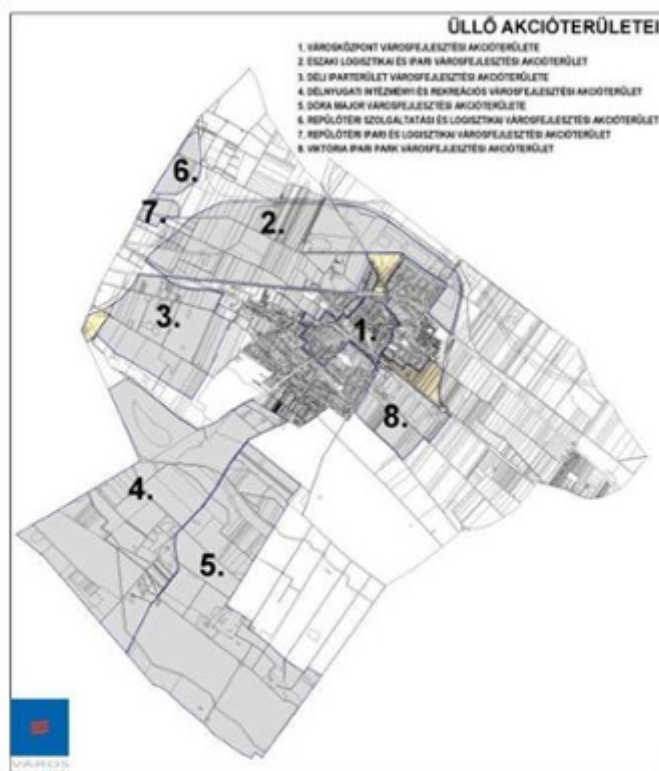 ÜLLŐ AKCIÓTERÜLETEI
1. VÁROSKÖZPONT VÁROSFEJLESZTÉSI AKCIÓTERÜLETE
2. ÉSZAKI LOGISZTIKAI ÉS IPARI VÁROSFEJLESZTÉSI AKCIÓTERÜLET
3. DÉLI IPARTERÜLET VÁROSFEJLESZTÉSI AKCIÓTERÜLETE
4. DÉLNYUGATI INTÉZMÉNYI ÉS REKREÁCIÓS VÁROSFEJLESZTÉSI AKCIÓTERÜLET
5. DÓRA MAJOR VÁROSFEJLESZTÉSI AKCIÓTERÜLETE
6. REPÜLŐTÉRI SZOLGÁLTATÁSI ÉS LOGISZTIKAI VÁROSFEJLESZTÉSI AKCIÓTERÜLET
7. REPÜLŐTÉRI IPARI ÉS LOGISZTIKAI VÁROSFEJLESZTÉSI AKCIÓTERÜLET
8. VIKTÓRIA IPARI PARK VÁROSFEJLESZTÉSI AKCIÓTERÜLET
6.
7.
2.
3.
1.
8.
4.
5.
VÁROS